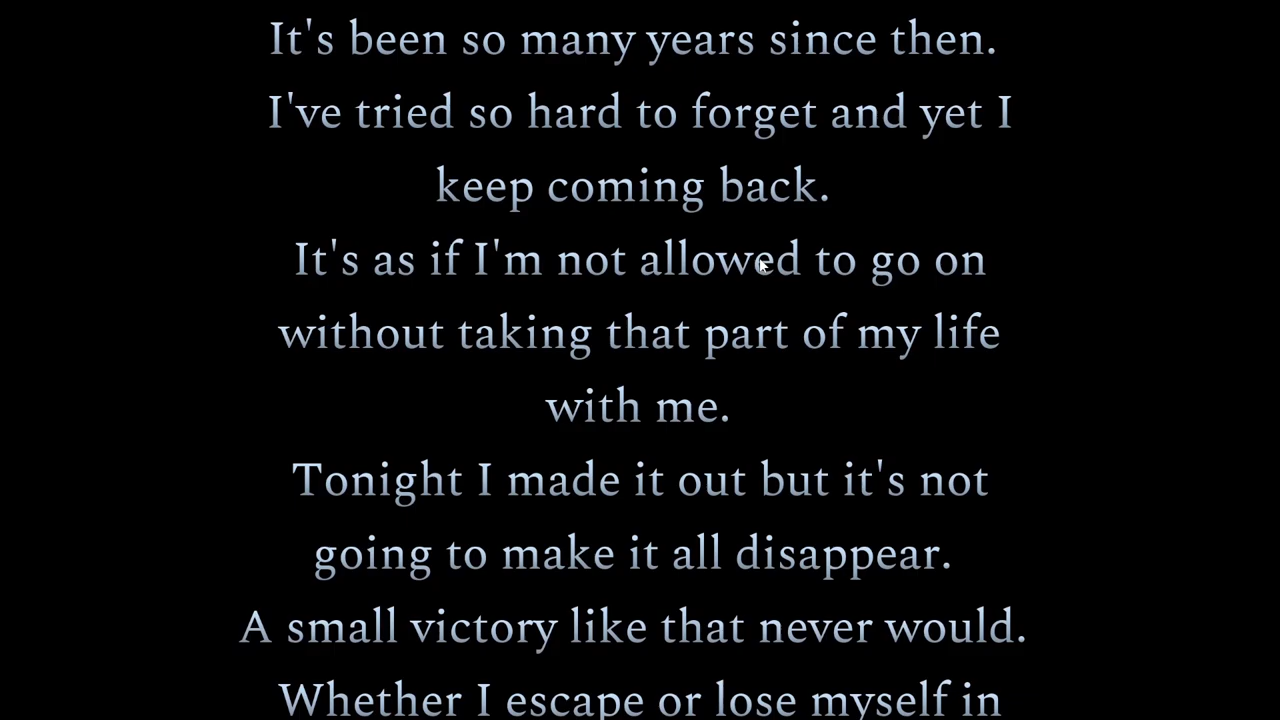 It's been so many years since then.
I've tried so hard to forget and yet I
keep coming back.
It's as if I'm not allowed to go on
without taking that part of my life
with me.
Tonight I made it out but it's not
going to make it all disappear.
A small victory like that never would.
Whether I escape or lose myself in